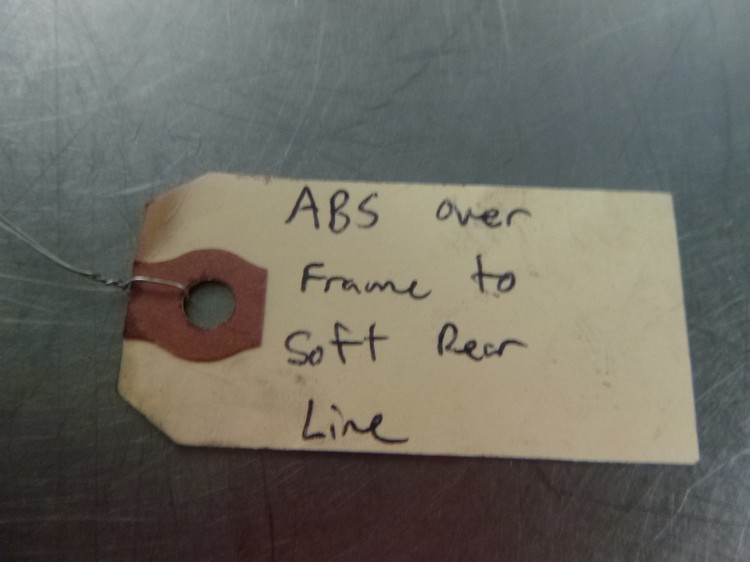 ABS over
Frame to
Soft Rear
Line